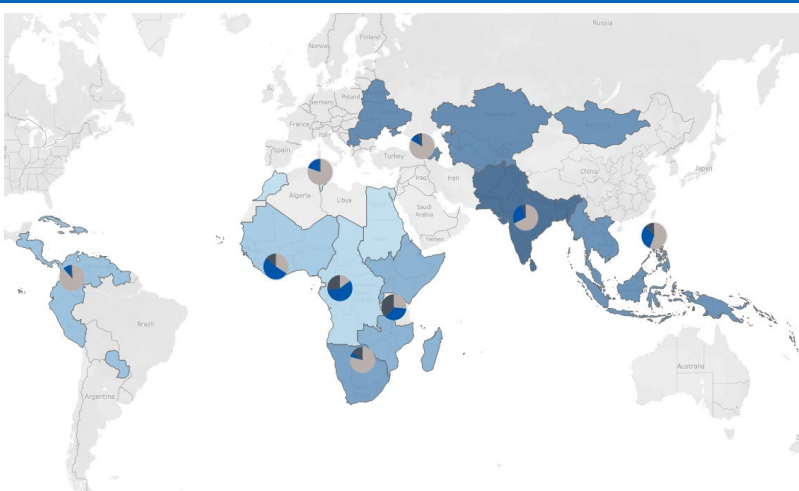 Russia
Finland
Norway
Poland
Germany
France
Italy
Spain
Turkey
China
Japan
Iraq
Iran
Algeria
Libya
Saudi
Arabia
Yemen
Brazil
Australia
Argentina